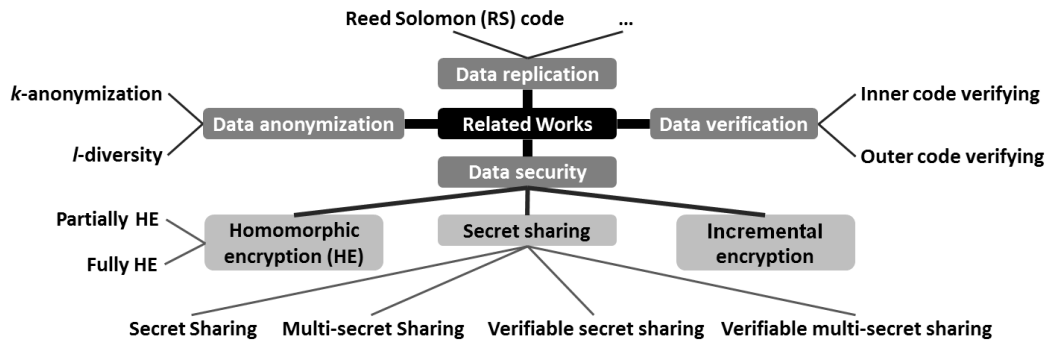 Reed Solomon (RS) code ...
Data replication
k-anonymization
Inner code verifying
Data anonymization
Related Works
Data verification
l-diversity
Outer code verifying
Data security
Partially HE
Homomorphic
encryption (HE)
Secret sharing
Incremental
encryption
Fully HE
Secret Sharing
Multi-secret Sharing
Verifiable secret sharing
Verifiable multi-secret sharing